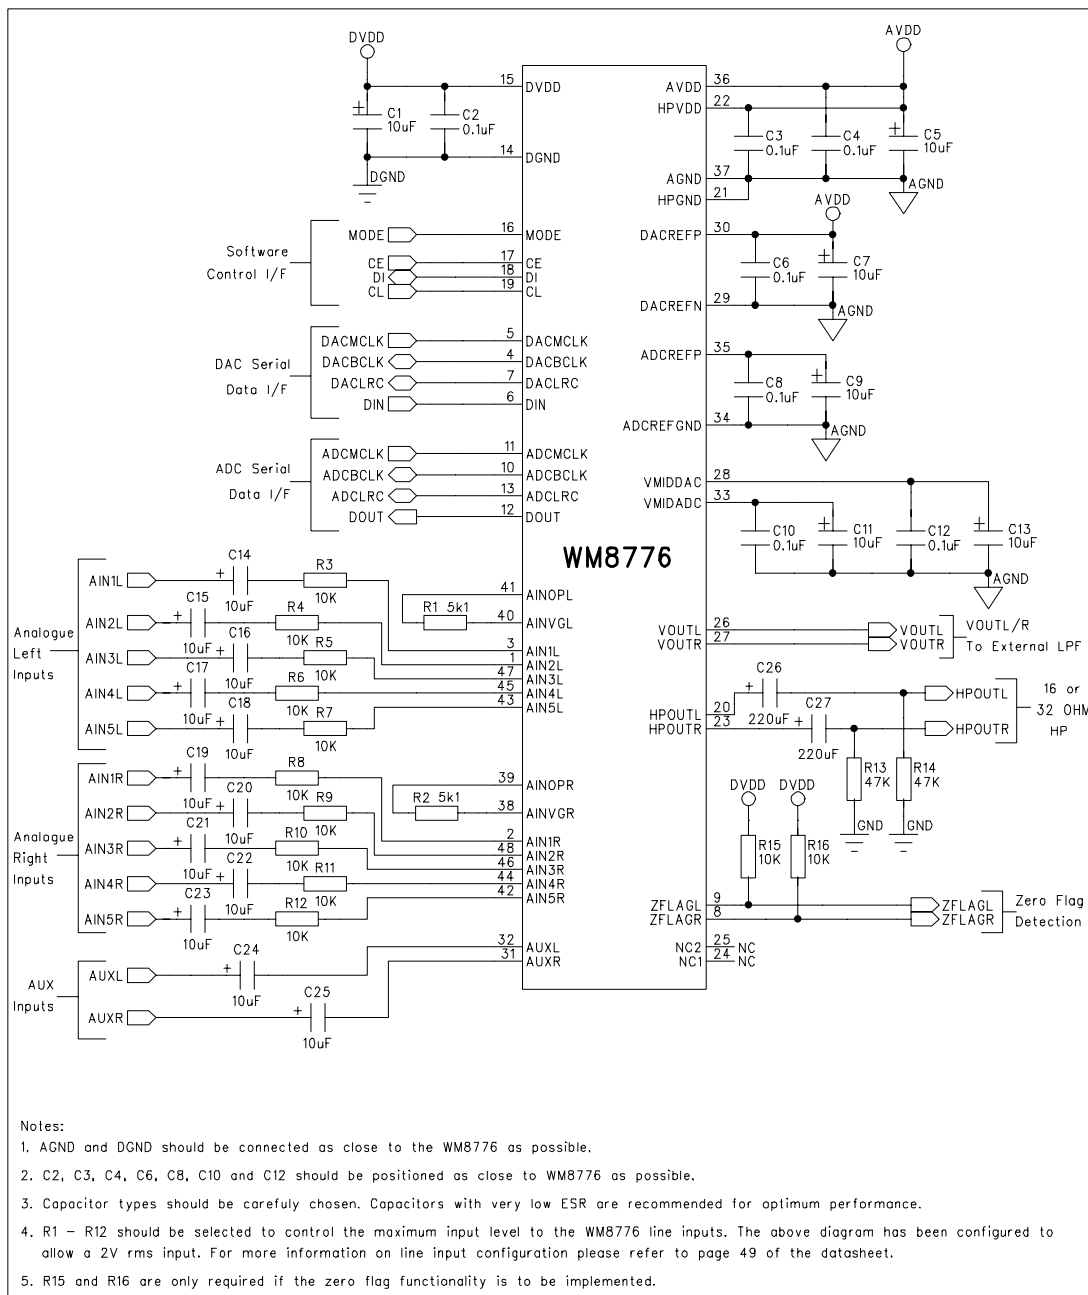 DVDD
AVDD
15 DVDD
AVDD 36
HPVDD 22
C1
10uF
C2
0.1uF
C3
0.1uF
C4
0.1uF
C5
10uF
14 DGND
DGND
AGND 37
HPGND 21
AGND
AVDD
Software
Control I/F
MODE 16 MODE
CE 17 CE
DI 18 DI
CL 19 CL
DACREFP 30
C6
0.1uF
C7
10uF
DACREFN 29
AGND
DAC Serial
Data I/F
DACMCLK 5 DACMCLK
DACBCLK 4 DACBCLK
DACLRC 7 DACLRC
DIN 6 DIN
ADCREFP 35
C8
0.1uF
C9
10uF
ADCREFGND 34
AGND
ADC Serial
Data I/F
ADCMCLK 11 ADCMCLK
ADCBCLK 10 ADCBCLK
ADCLRC 13 ADCLRC
DOUT 12 DOUT
VMIDDAC 28
VMIDADC 33
C10
0.1uF
C11
10uF
C12
0.1uF
C13
10uF
AGND
WM8776
Analogue
Left
Inputs
AIN1L C14 10uF R3 10K
AIN2L C15 10uF R4 10K
AIN3L C16 10uF R5 10K
AIN4L C17 10uF R6 10K
AIN5L C18 10uF R7 10K
41 AINOPL
R1 5k1
40 AINVGL
3 AIN1L
1 AIN2L
47 AIN3L
45 AIN4L
43 AIN5L
VOUTL 26 VOUTL
VOUTR 27 VOUTR
VOUTL/R
To External LPF
C26
220uF
C27
220uF
HPOUTL 20 HPOUTL
HPOUTR 23 HPOUTR
16 or
32 OHM
HP
R13
47K
R14
47K
GND
GND
Analogue
Right
Inputs
AIN1R C19 10uF R8 10K
AIN2R C20 10uF R9 10K
AIN3R C21 10uF R10 10K
AIN4R C22 10uF R11 10K
AIN5R C23 10uF R12 10K
39 AINOPR
R2 5k1
38 AINVGR
2 AIN1R
48 AIN2R
46 AIN3R
44 AIN4R
42 AIN5R
DVDD
DVDD
R15
10K
R16
10K
ZFLAGL 9 ZFLAGL
ZFLAGR 8 ZFLAGR
Zero Flag
Detection
NC2 25 NC
NC1 24 NC
AUX
Inputs
AUXL C24 10uF 32 AUXL
AUXR C25 10uF 31 AUXR
Notes:
1. AGND and DGND should be connected as close to the WM8776 as possible.
2. C2, C3, C4, C6, C8, C10 and C12 should be positioned as close to WM8776 as possible.
3. Capacitor types should be carefuly chosen. Capacitors with very low ESR are recommended for optimum performance.
4. R1 – R12 should be selected to control the maximum input level to the WM8776 line inputs. The above diagram has been configured to
allow a 2V rms input. For more information on line input configuration please refer to page 49 of the datasheet.
5. R15 and R16 are only required if the zero flag functionality is to be implemented.